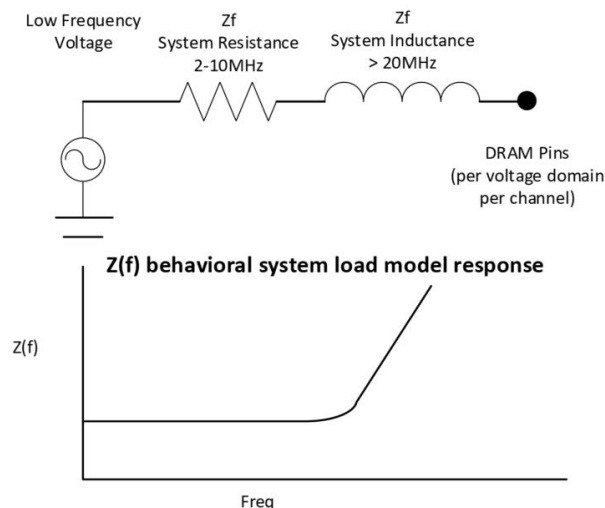 Low Frequency
Voltage
Zf
System Resistance
2-10MHz
Zf
System Inductance
> 20MHz
DRAM Pins
(per voltage domain
per channel)
Z(f) behavioral system load model response
Z(f)
Freq